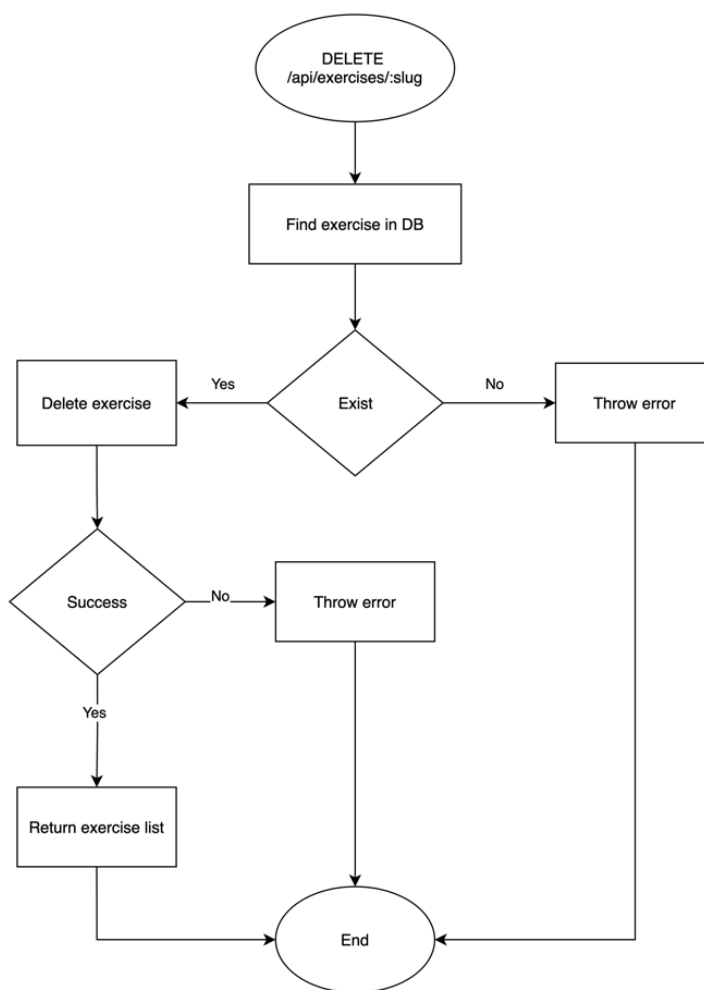 DELETE
/api/exercises/:slug
Find exercise in DB
Yes
No
Delete exercise
Exist
Throw error
Success
No
Throw error
Yes
Return exercise list
End